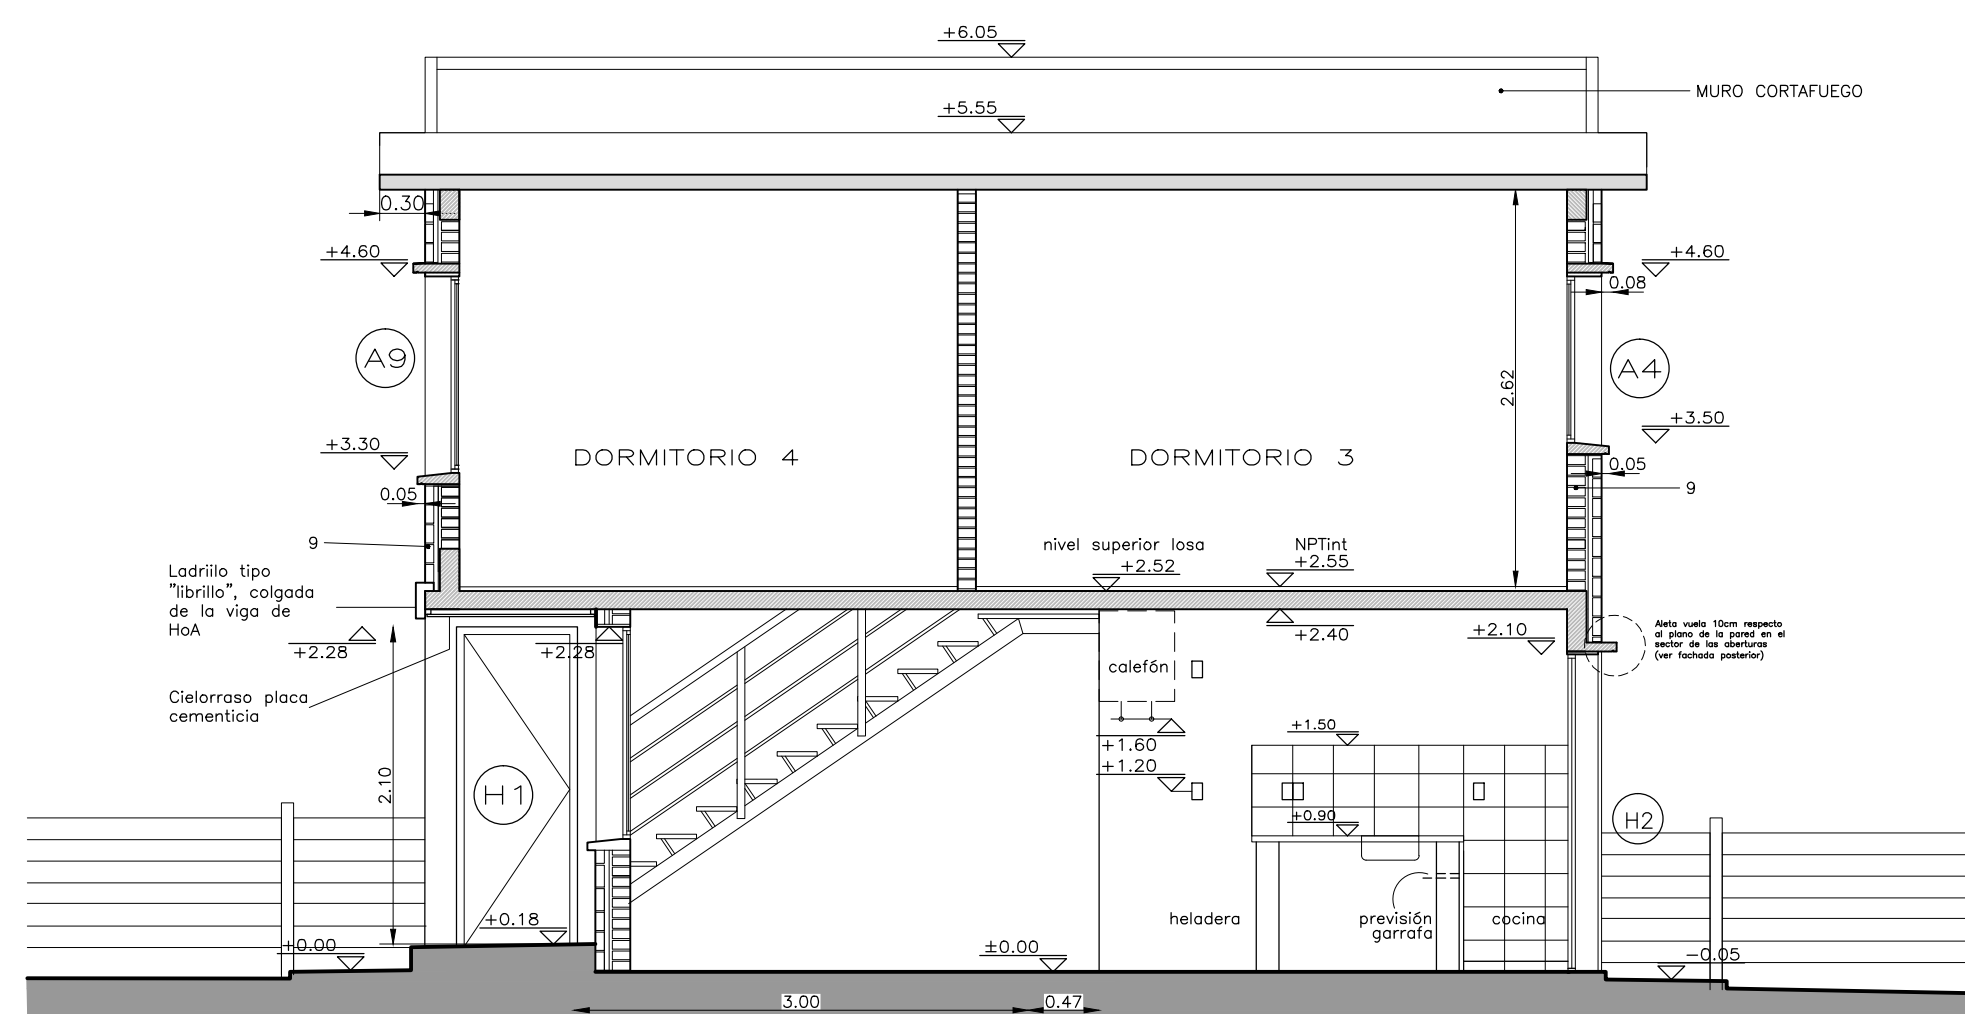 +6.05
MURO CORTAFUEGO
+5.55
0.30
+4.60
+4.60
0.08
A9
A4
2.62
+3.50
+3.30
DORMITORIO 4
DORMITORIO 3
0.05
0.05
9
9
nivel superior losa
+2.52
NPTint
+2.55
Ladriilo tipo
"librillo", colgada
de la viga de
HoA
+2.28
+2.28
+2.40
+2.10
Aleta vuela 10cm respecto
al plano de la pared en el
sector de las aberturas
(ver fachada posterior)
calefón
Cielorraso placa
cementicia
+1.50
+1.60
+1.20
2.10
H1
+0.90
H2
+0.18
heladera
previsión
garrafa
cocina
+0.00
±0.00
-0.05
3.00
0.47